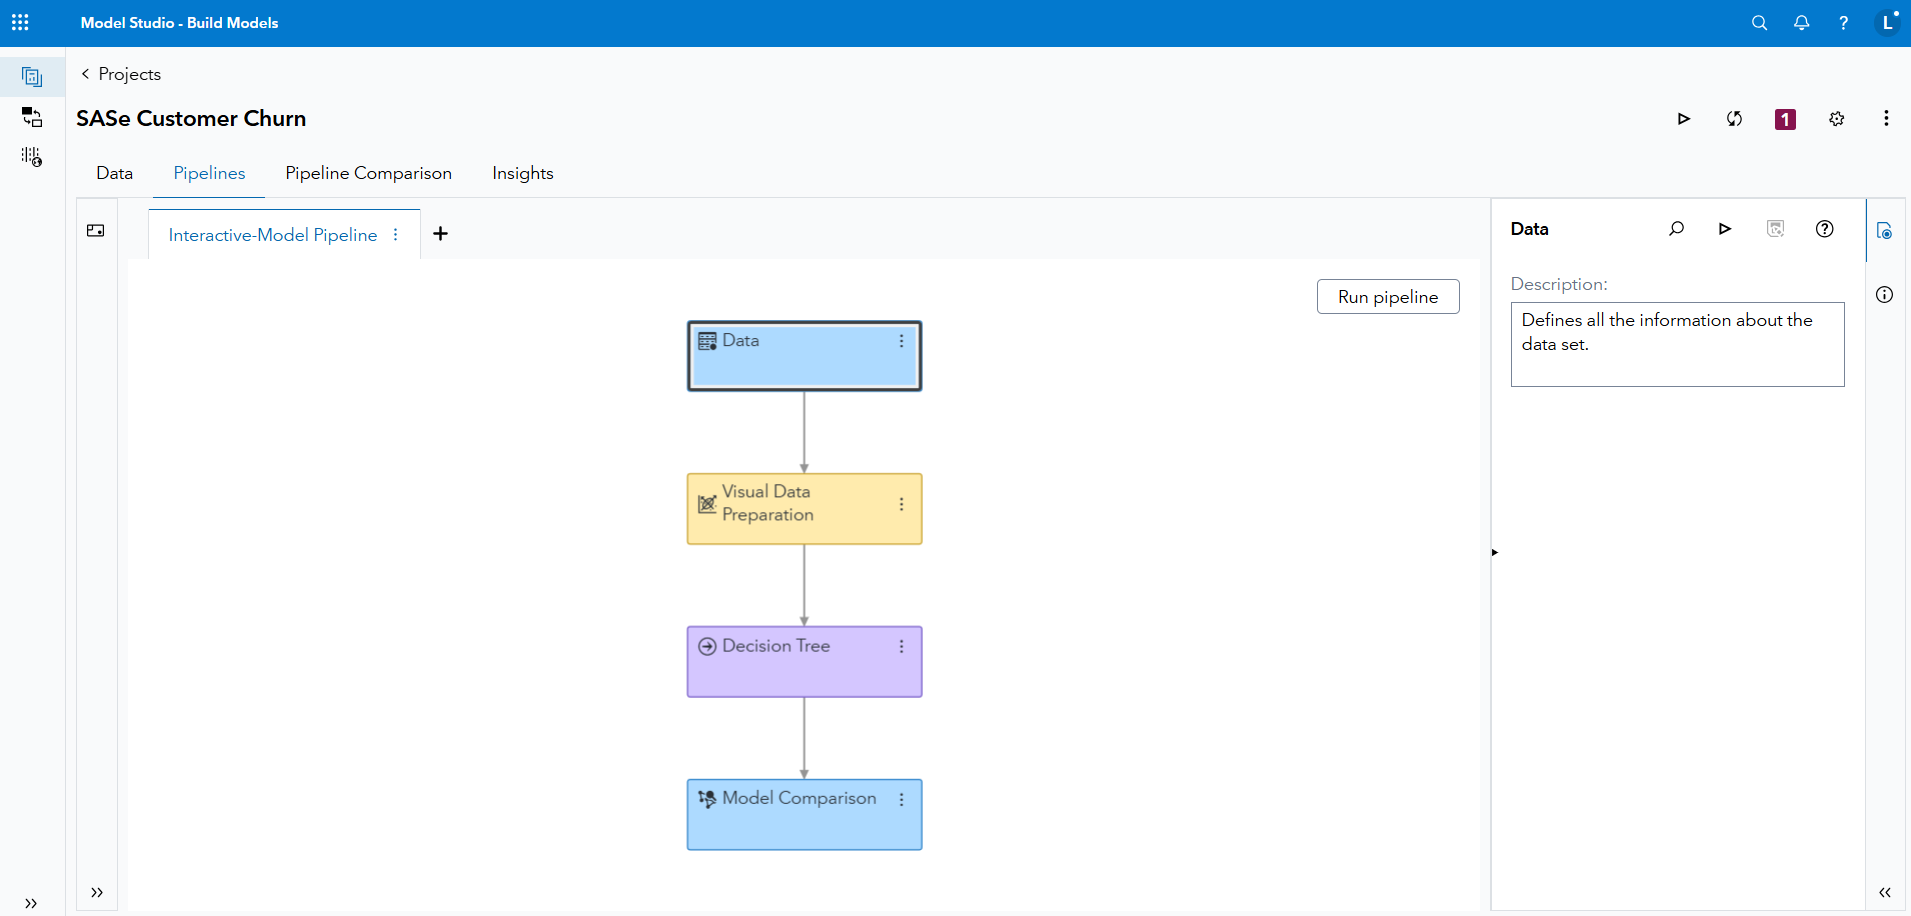 Model Studio - Build Models
?
L
Projects
SASe Customer Churn
1
Data
Pipelines
Pipeline Comparison
Insights
Interactive-Model Pipeline
Run pipeline
Data
Visual Data
Preparation
Decision Tree
Model Comparison
Data
Description:
Defines all the information about the
data set.